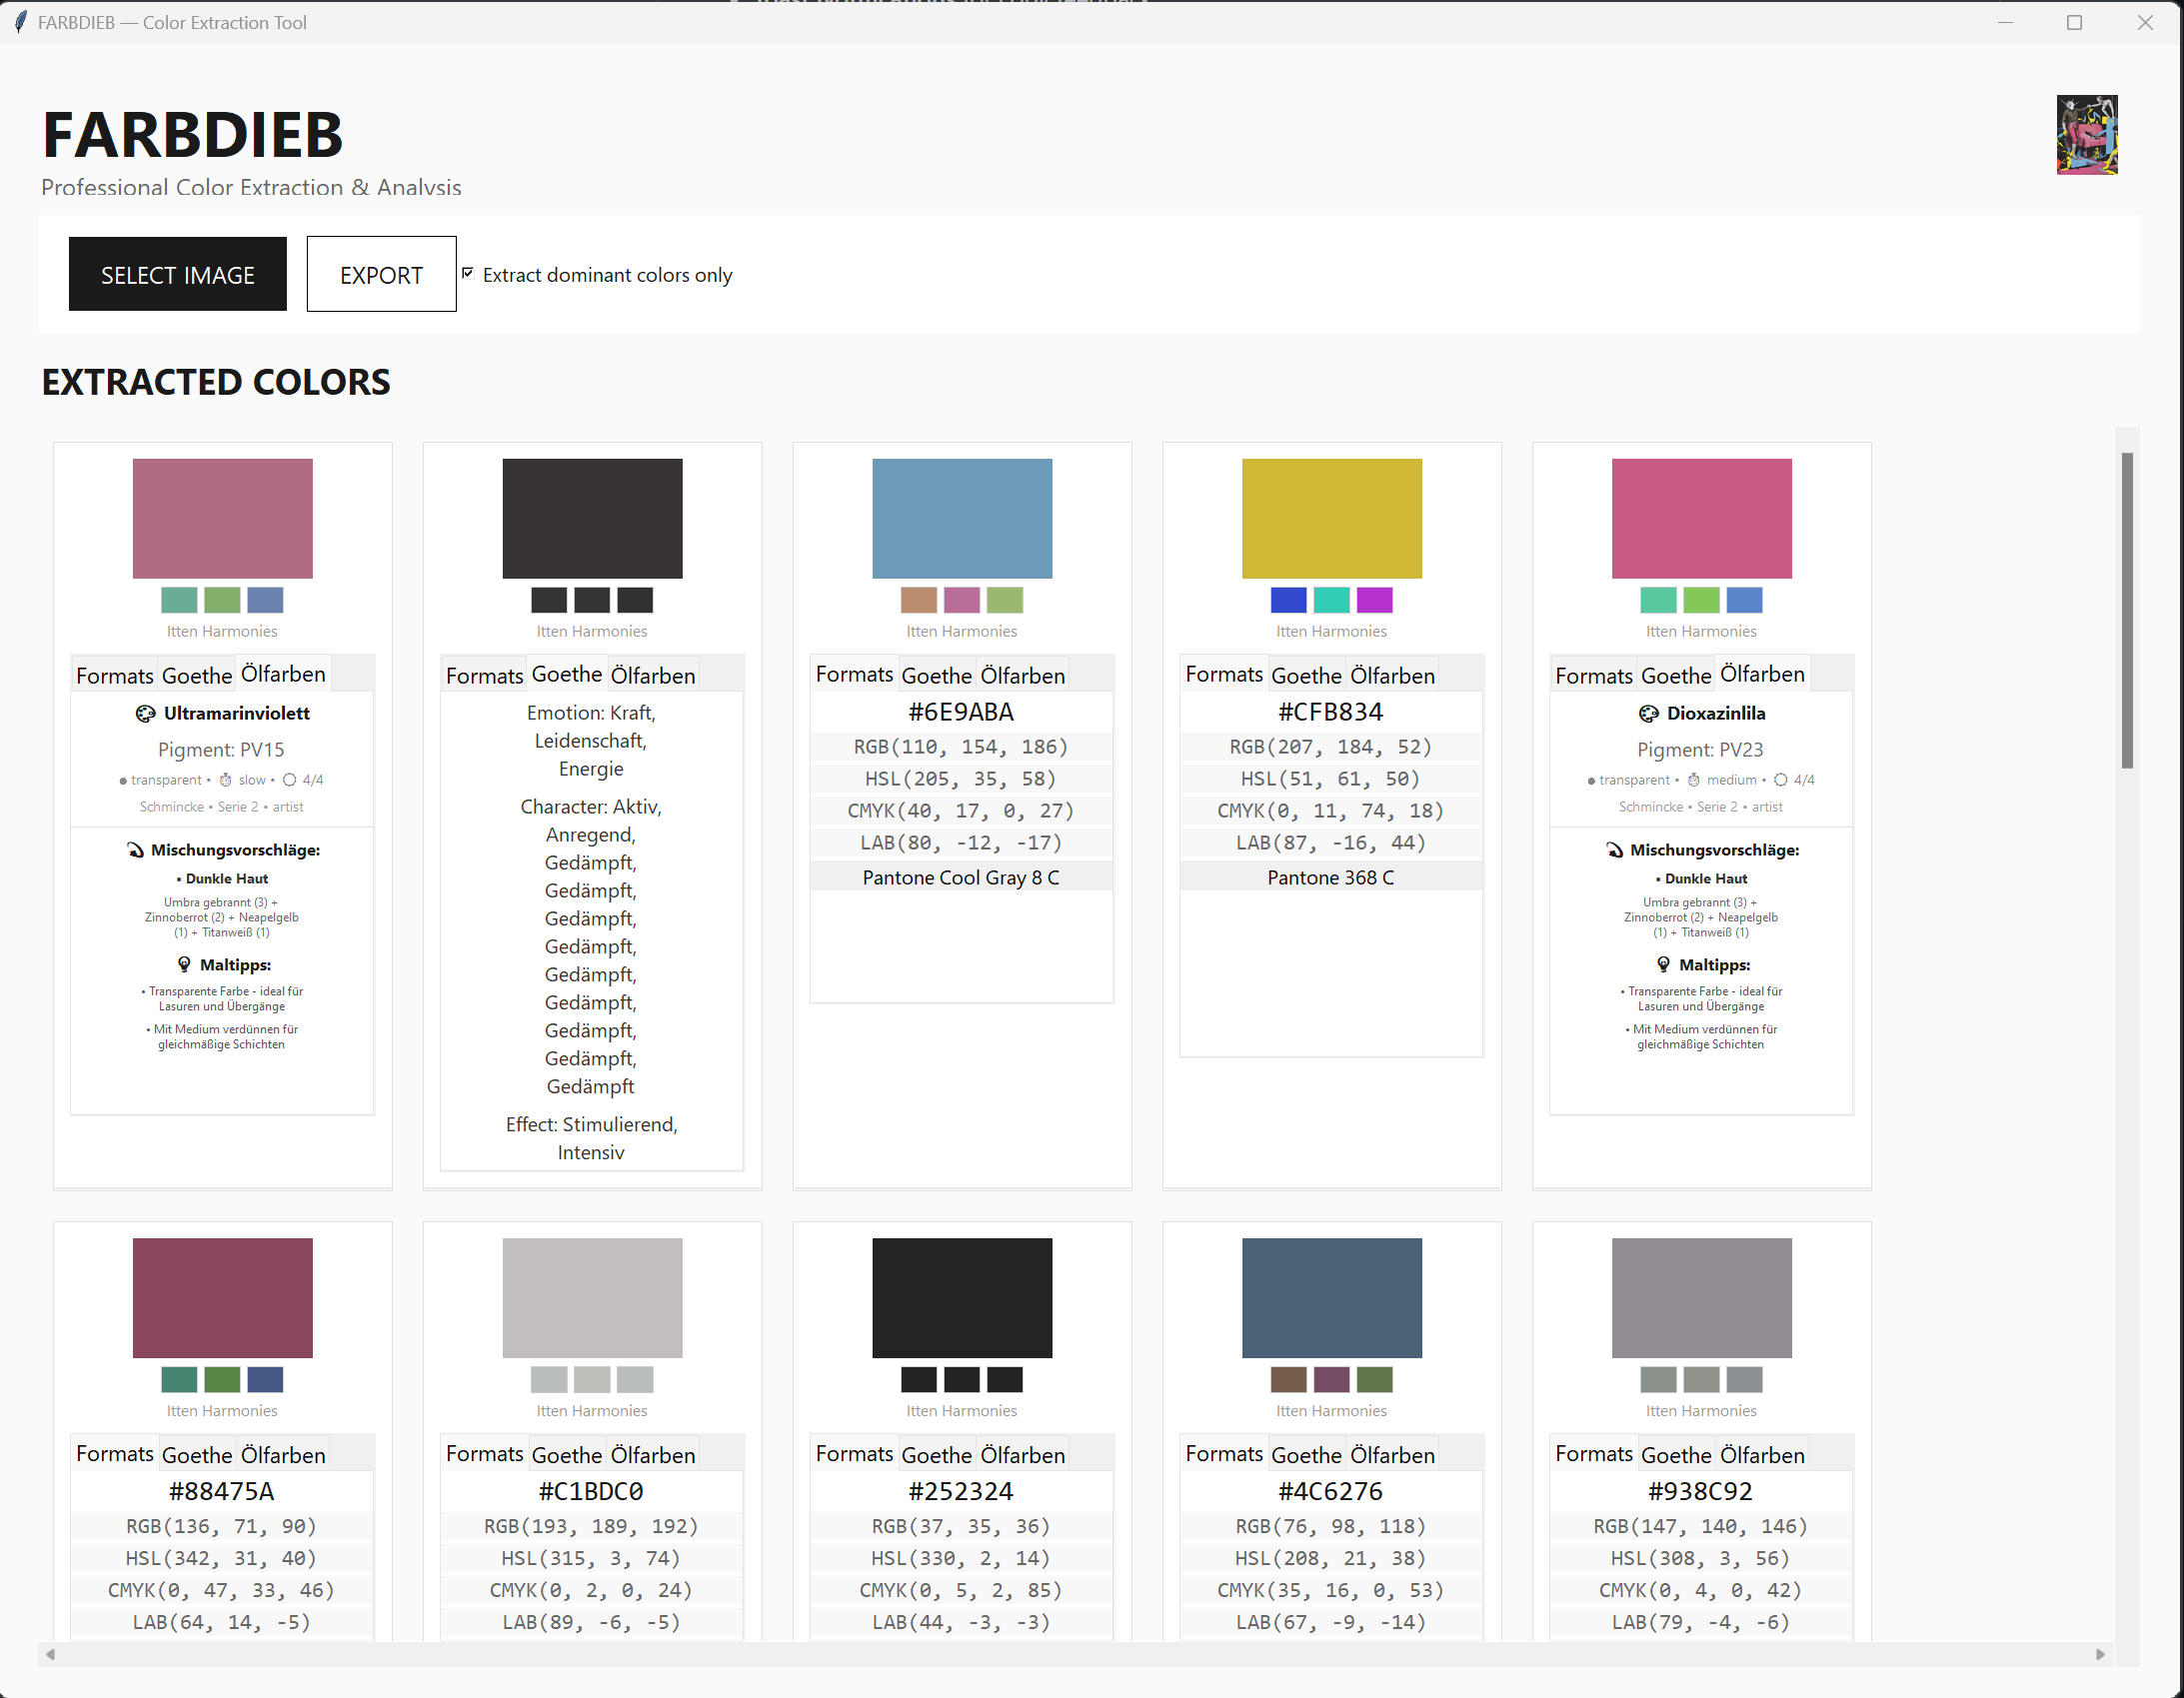 FARBDIEB — Color Extraction Tool
FARBDIEB
Professional Color Extraction & Analysis
SELECT IMAGE
EXPORT
Extract dominant colors only
EXTRACTED COLORS
Itten Harmonies
Formats Goethe Ölfarben
Ultramarinviolett
Pigment: PV15
● transparent • ⏱ slow • 4/4
Schmincke • Serie 2 • artist
Mischungsvorschläge:
• Dunkle Haut
Umbra gebrannt (3) +
Zinnoberrot (2) + Neapelgelb
(1) + Titanweiß (1)
Maltipps:
• Transparente Farbe - ideal für
Lasuren und Übergänge
• Mit Medium verdünnen für
gleichmäßige Schichten
Itten Harmonies
Formats Goethe Ölfarben
Emotion: Kraft,
Leidenschaft,
Energie
Character: Aktiv,
Anregend,
Gedämpft,
Gedämpft,
Gedämpft,
Gedämpft,
Gedämpft,
Gedämpft,
Gedämpft,
Gedämpft,
Gedämpft
Effect: Stimulierend,
Intensiv
Itten Harmonies
Formats Goethe Ölfarben
#6E9ABA
RGB(110, 154, 186)
HSL(205, 35, 58)
CMYK(40, 17, 0, 27)
LAB(80, -12, -17)
Pantone Cool Gray 8 C
Itten Harmonies
Formats Goethe Ölfarben
#CFB834
RGB(207, 184, 52)
HSL(51, 61, 50)
CMYK(0, 11, 74, 18)
LAB(87, -16, 44)
Pantone 368 C
Itten Harmonies
Formats Goethe Ölfarben
Dioxazinlila
Pigment: PV23
● transparent • ⏱ medium • 4/4
Schmincke • Serie 2 • artist
Mischungsvorschläge:
• Dunkle Haut
Umbra gebrannt (3) +
Zinnoberrot (2) + Neapelgelb
(1) + Titanweiß (1)
Maltipps:
• Transparente Farbe - ideal für
Lasuren und Übergänge
• Mit Medium verdünnen für
gleichmäßige Schichten
Itten Harmonies
Formats Goethe Ölfarben
#88475A
RGB(136, 71, 90)
HSL(342, 31, 40)
CMYK(0, 47, 33, 46)
LAB(64, 14, -5)
Itten Harmonies
Formats Goethe Ölfarben
#C1BDC0
RGB(193, 189, 192)
HSL(315, 3, 74)
CMYK(0, 2, 0, 24)
LAB(89, -6, -5)
Itten Harmonies
Formats Goethe Ölfarben
#252324
RGB(37, 35, 36)
HSL(330, 2, 14)
CMYK(0, 5, 2, 85)
LAB(44, -3, -3)
Itten Harmonies
Formats Goethe Ölfarben
#4C6276
RGB(76, 98, 118)
HSL(208, 21, 38)
CMYK(35, 16, 0, 53)
LAB(67, -9, -14)
Itten Harmonies
Formats Goethe Ölfarben
#938C92
RGB(147, 140, 146)
HSL(308, 3, 56)
CMYK(0, 4, 0, 42)
LAB(79, -4, -6)